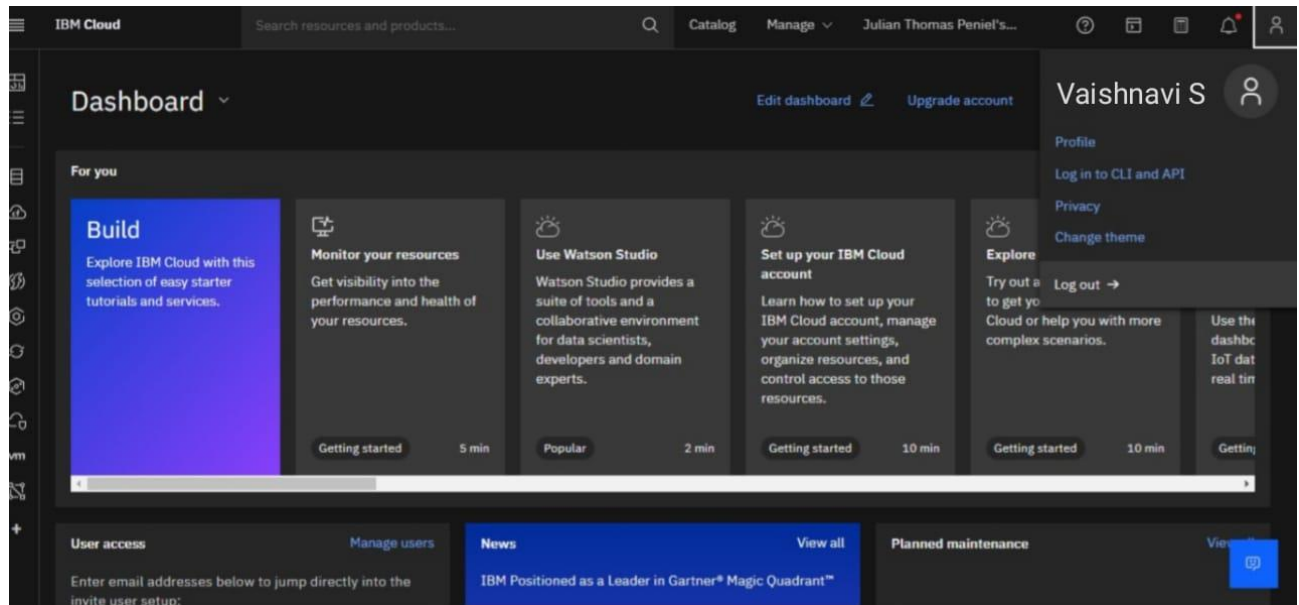 IBM Cloud
Search resources and products...
Catalog
Manage
Julian Thomas Peniel's...
Dashboard
Edit dashboard
Upgrade account
Vaishnavi S
Profile
Log in to CLI and API
Privacy
Change theme
Log out →
For you
Build
Explore IBM Cloud with this
selection of easy starter
tutorials and services.
Monitor your resources
Get visibility into the
performance and health of
your resources.
Getting started
5 min
Use Watson Studio
Watson Studio provides a
suite of tools and a
collaborative environment
for data scientists,
developers and domain
experts.
Popular
2 min
Set up your IBM Cloud
account
Learn how to set up your
IBM Cloud account, manage
your account settings,
organize resources, and
control access to those
resources.
Getting started
10 min
Explore
Try out a
to get yo
Cloud or help you with more
complex scenarios.
Getting started
10 min
Use the
dashbo
IoT dat
real tim
Getting
vm
User access
Manage users
Enter email addresses below to jump directly into the
invite user setup:
News
View all
IBM Positioned as a Leader in Gartner® Magic Quadrant™
Planned maintenance